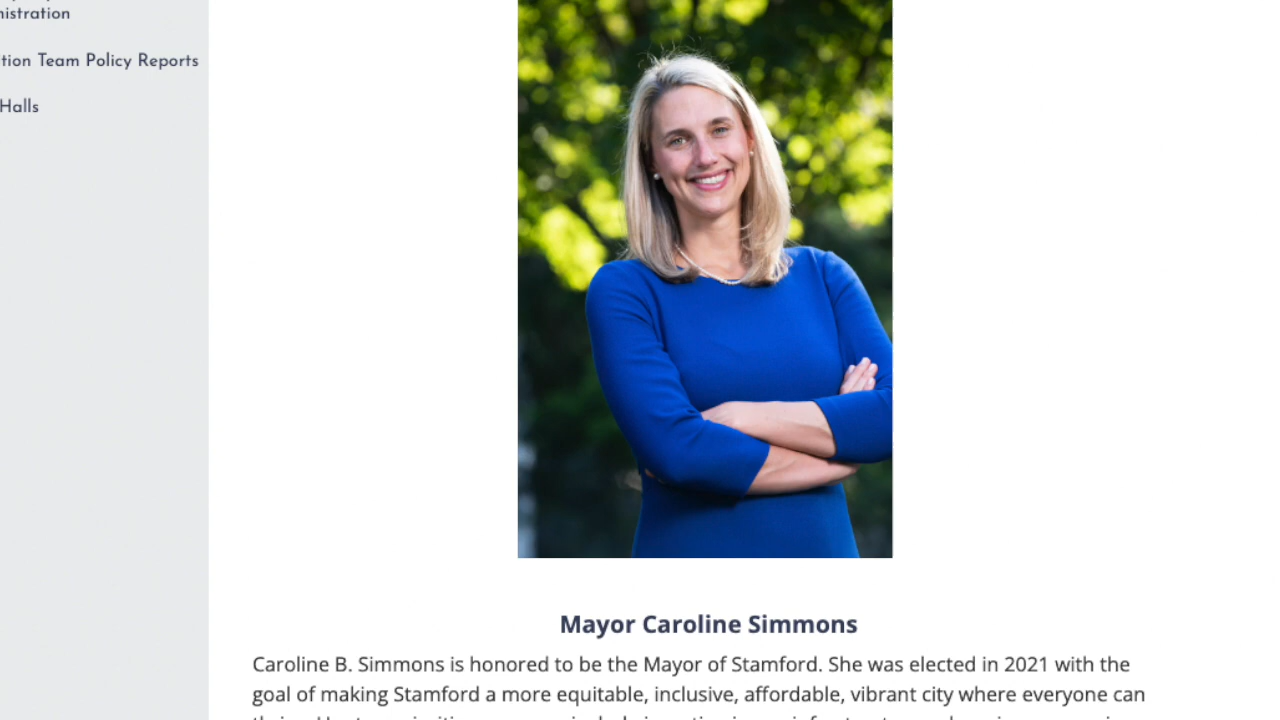 nistration
tion Team Policy Reports
Halls
Mayor Caroline Simmons
Caroline B. Simmons is honored to be the Mayor of Stamford. She was elected in 2021 with the
goal of making Stamford a more equitable, inclusive, affordable, vibrant city where everyone can